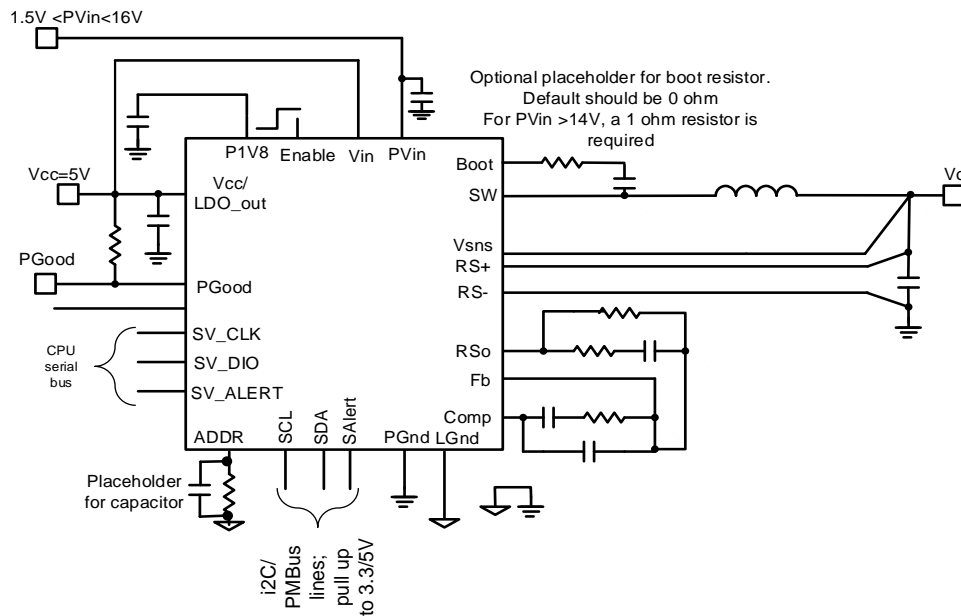 1.5V <PVin<16V
Optional placeholder for boot resistor.
Default should be 0 ohm
For PVin >14V, a 1 ohm resistor is
required
P1V8
Enable
Vin
PVin
Boot
Vcc=5V
Vcc/
LDO_out
SW
Vsns
RS+
PGood
PGood
RS-
SV_CLK
CPU
serial
bus
SV_DIO
SV_ALERT
RSo
Fb
Comp
ADDR
SCL
SDA
SAlert
PGnd
LGnd
Placeholder
for capacitor
i2C/
PMBus
lines;
pull up
to 3.3/5V